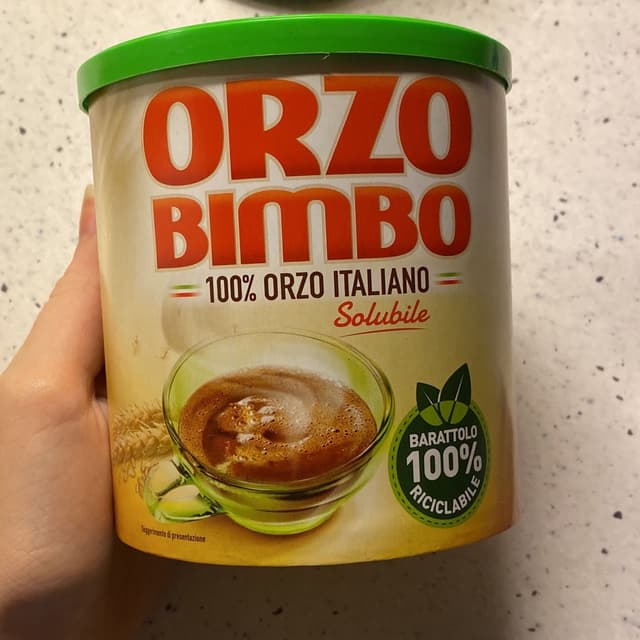 ORZO
BIMBO
100% ORZO ITALIANO
Solubile
BARATTOLO
100%
RICICLABILE
Suggerimento di presentazione